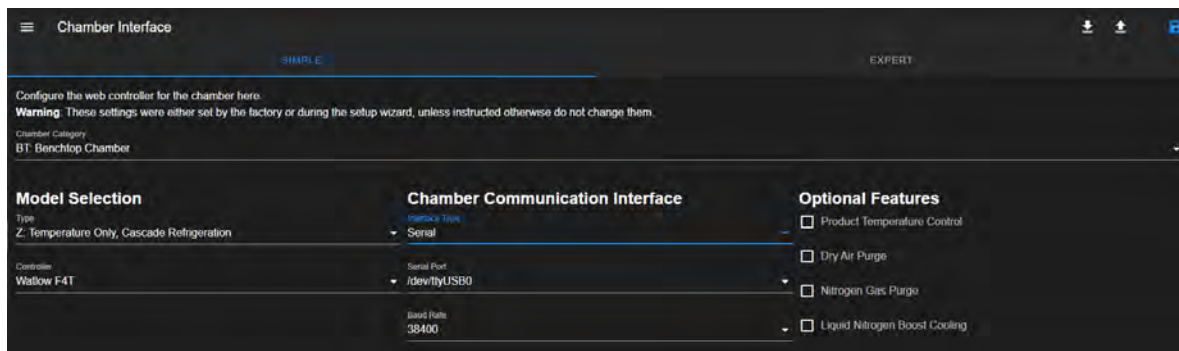 Chamber Interface
SIMPLE
EXPERT
Configure the web controller for the chamber here.
Warning: These settings were either set by the factory or during the setup wizard, unless instructed otherwise do not change them.
Chamber Category
BT: Benchtop Chamber
Model Selection
Type
Z: Temperature Only, Cascade Refrigeration
Controller
Watlow F4T
Chamber Communication Interface
Interface Type
Serial
Serial Port
/dev/ttyUSB0
Baud Rate
38400
Optional Features
Product Temperature Control
Dry Air Purge
Nitrogen Gas Purge
Liquid Nitrogen Boost Cooling